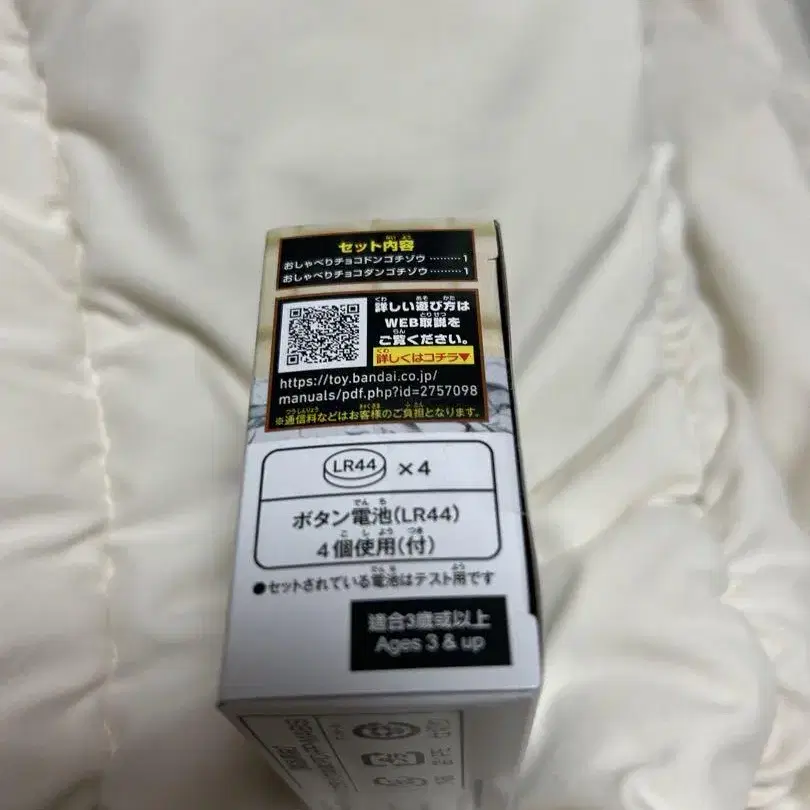 セット内容
おしゃべりチョコドンゴチゾウ ……… 1
おしゃべりチョコダンゴチゾウ ……… 1
詳しい遊び方は
WEB取説を
ご覧ください。
詳しくはコチラ▼
https://toy.bandai.co.jp/
manuals/pdf.php?id=2757098
※通信料などはお客様のご負担となります。
LR44 ×4
ボタン電池(LR44)
4個使用(付)
●セットされている電池はテスト用です
適合3歳或以上
Ages 3 & up